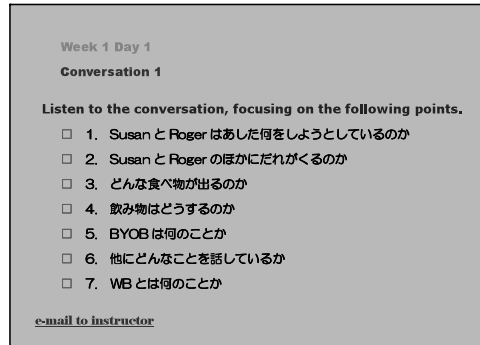 Week 1 Day 1
Conversation 1
Listen to the conversation, focusing on the following points.
□ 1. Susan と Roger はあした何をしようとしているのか
□ 2. Susan と Roger のほかにだれがくるのか
□ 3. どんな食べ物が出るのか
□ 4. 飲み物はどうするのか
□ 5. BYOB は何のことか
□ 6. 他にどんなことを話しているか
□ 7. WB とは何のことか
e-mail to instructor